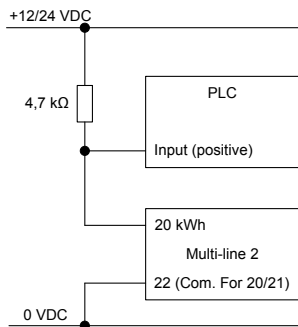 +12/24 VDC
4,7 kΩ
PLC
Input (positive)
20 kWh
Multi-line 2
22 (Com. For 20/21)
0 VDC